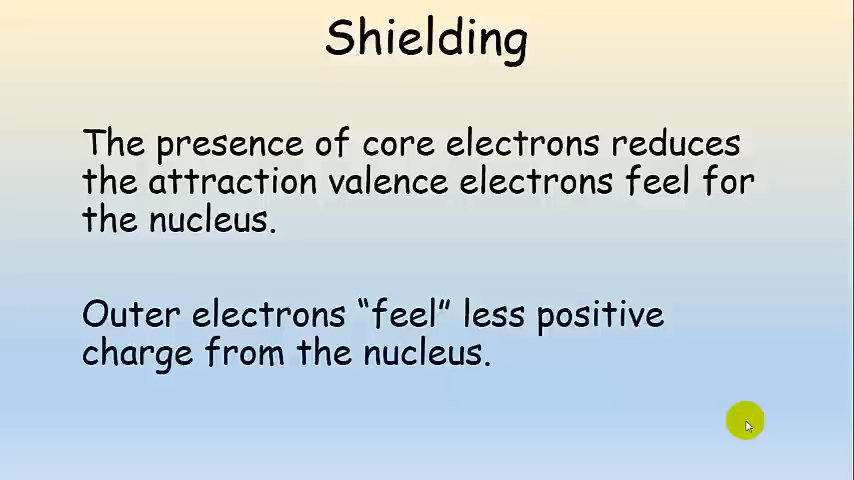 Shielding
The presence of core electrons reduces
the attraction valence electrons feel for
the nucleus.
Outer electrons “feel” less positive
charge from the nucleus.